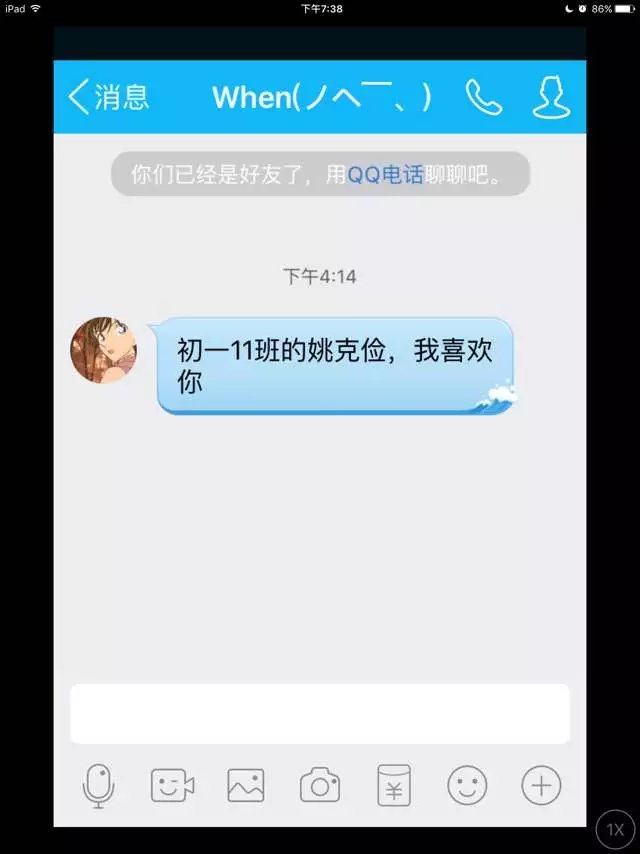 iPad 下午7:38 86%
消息 When(ノへ￣、)
你们已经是好友了，用QQ电话聊聊吧。
下午4:14
初一11班的姚克俭，我喜欢
你
¥
1X